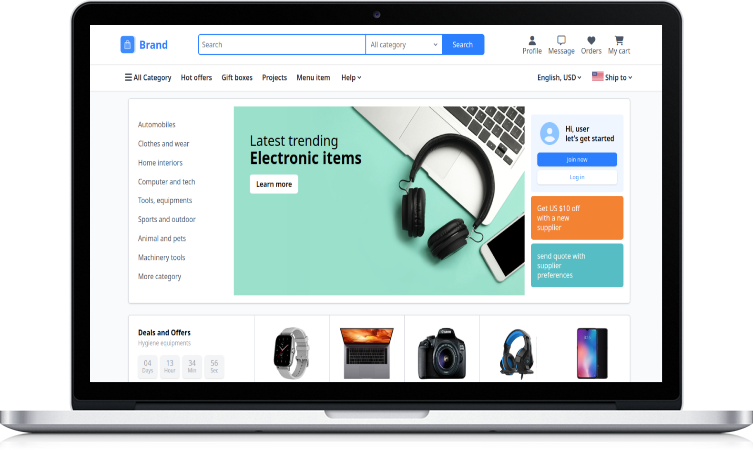 Brand
Search
All category
Search
Profile
Message
Orders
My cart
All Category
Hot offers
Gift boxes
Projects
Menu item
Help
English, USD
Ship to
Automobiles
Clothes and wear
Home interiors
Computer and tech
Tools, equipments
Sports and outdoor
Animal and pets
Machinery tools
More category
Latest trending
Electronic items
Learn more
Hi, user
let's get started
Join now
Log in
Get US $10 off
with a new
supplier
send quote with
supplier
preferences
Deals and Offers
Hygiene equipments
04
Days
13
Hour
34
Min
56
Sec
Canon